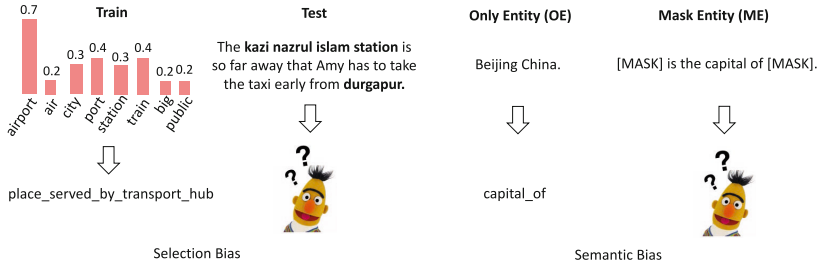 Train
0.7
0.2
0.3
0.4
0.3
0.4
0.2
0.2
airport
air
city
port
station
train
big
public
place_served_by_transport_hub
Test
The kazi nazrul islam station is
so far away that Amy has to take
the taxi early from durgapur.
? ?
Selection Bias
Only Entity (OE)
Beijing China.
capital_of
Mask Entity (ME)
[MASK] is the capital of [MASK].
? ?
Semantic Bias